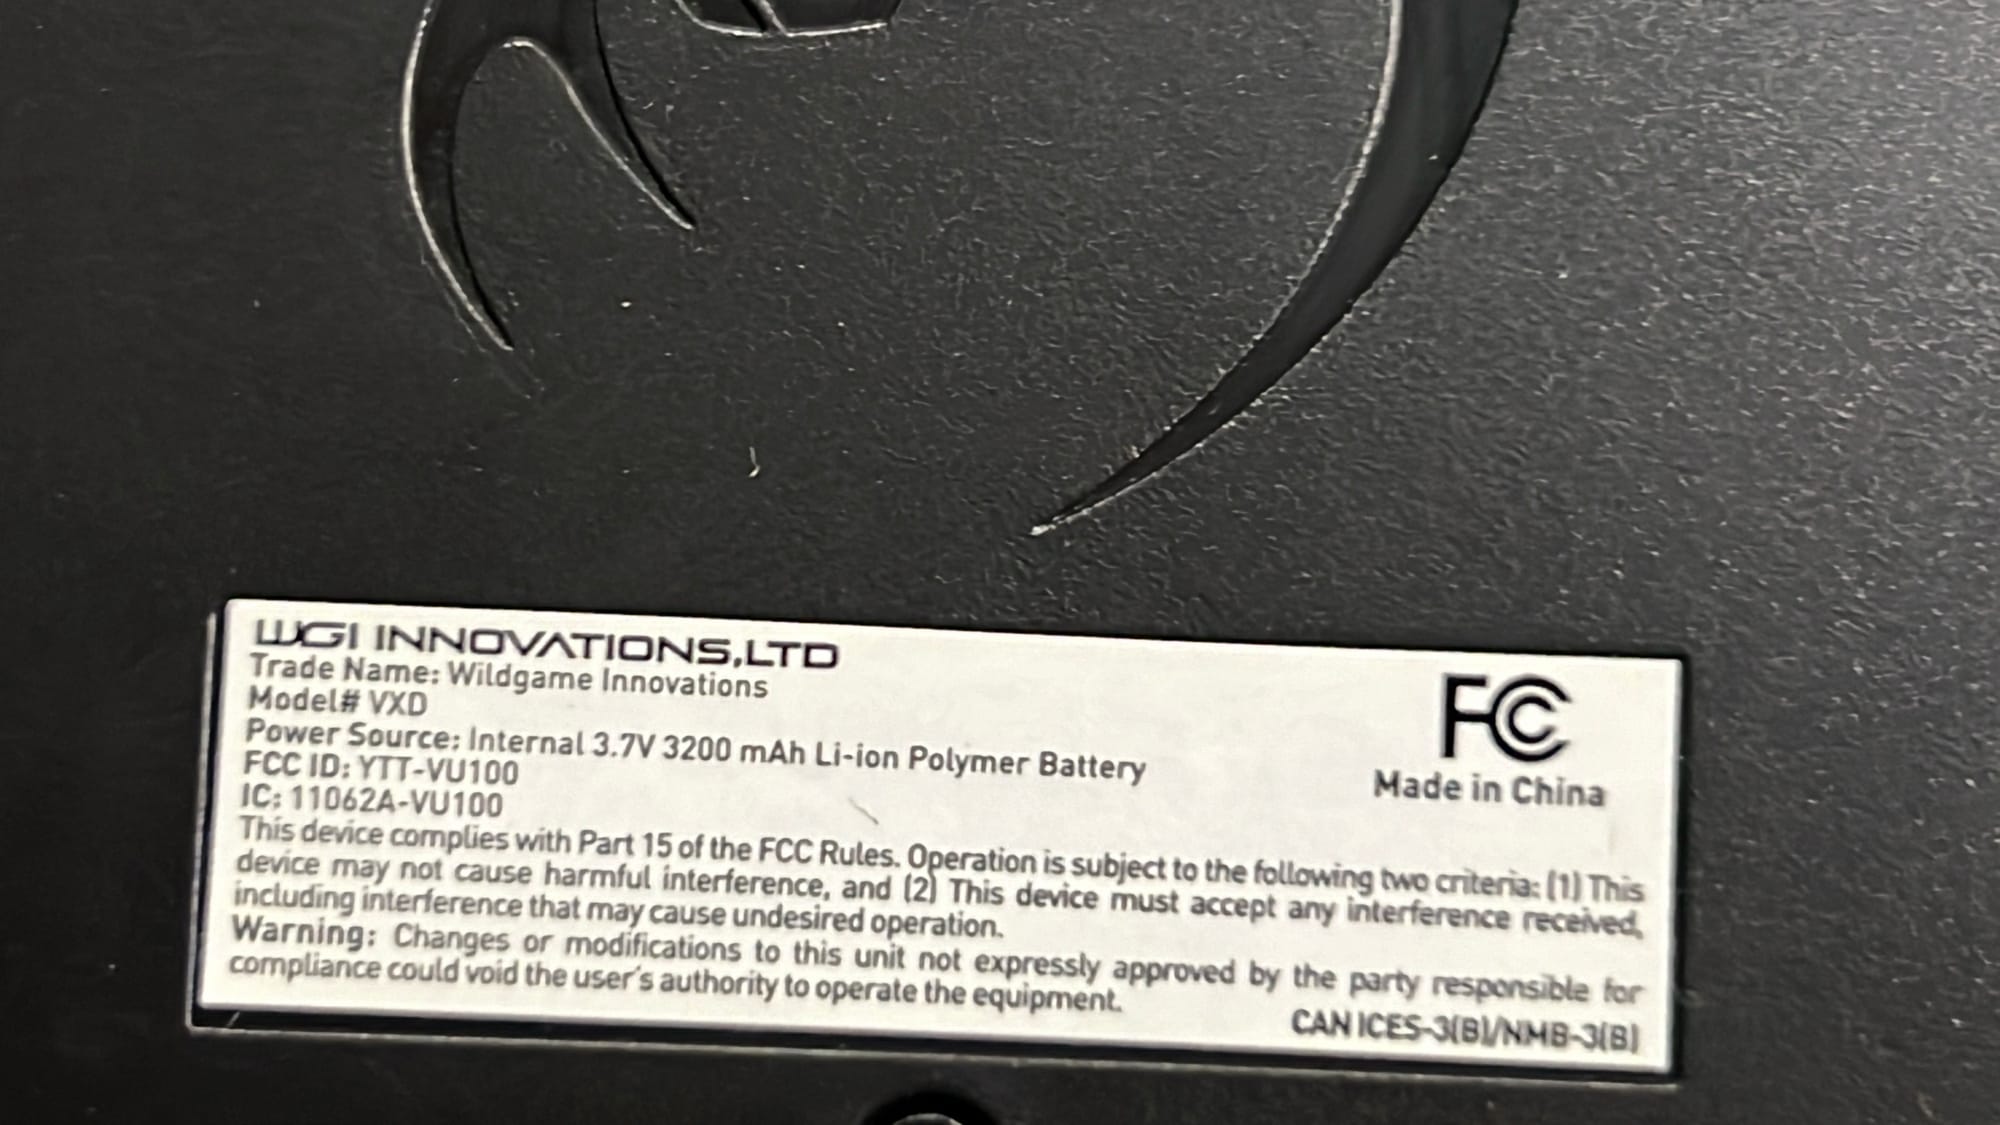 WGI INNOVATIONS,LTD
Trade Name: Wildgame Innovations
Model# VXD
Power Source: Internal 3.7V 3200 mAh Li-ion Polymer Battery
FCC ID: YTT-VU100
IC: 11062A-VU100
FC
Made in China
This device complies with Part 15 of the FCC Rules. Operation is subject to the following two criteria: (1) This
device may not cause harmful interference, and (2) This device must accept any interference received,
including interference that may cause undesired operation.
Warning: Changes or modifications to this unit not expressly approved by the party responsible for
compliance could void the user's authority to operate the equipment.
CAN ICES-3(B)/NMB-3(B)